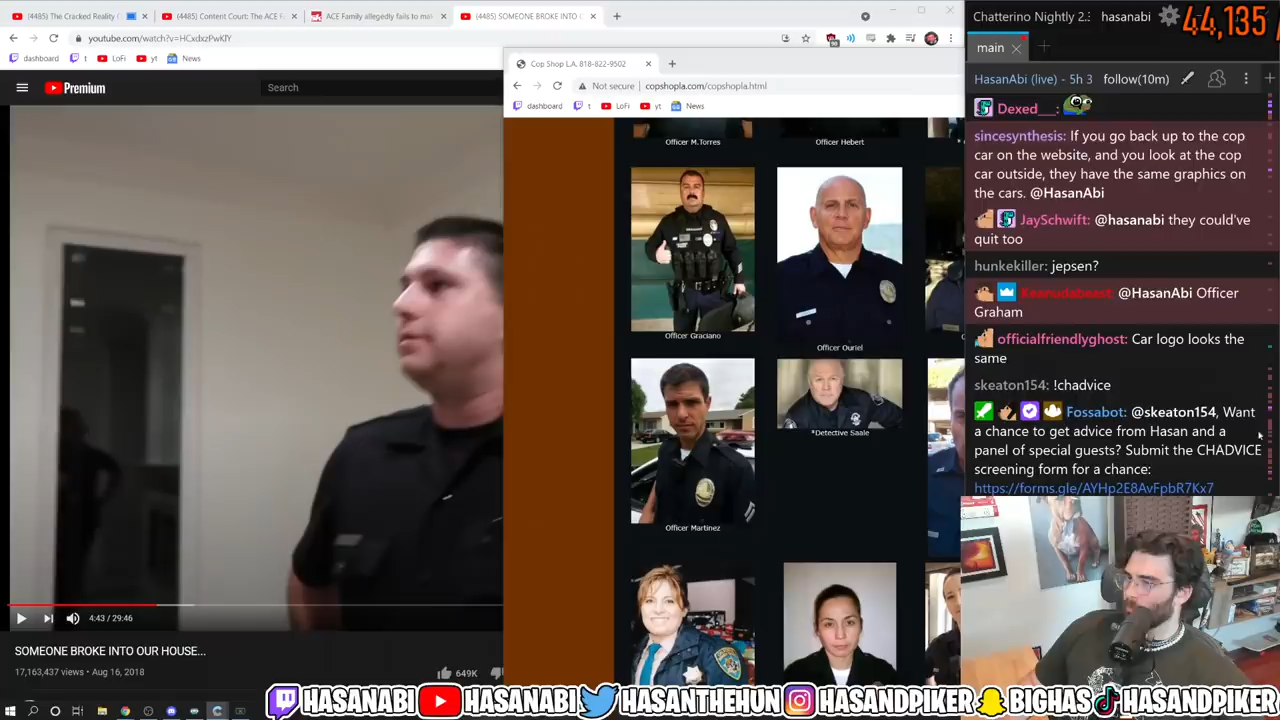 (4485) The Cracked Reality
(4485) Content Court: The ACE F
ACE Family allegedly fails to ma
(4485) SOMEONE BROKE INTO
youtube.com/watch?v=HCxdxzPwKlY
dashboard
t
LoFi
yt
News
Premium
Search
Cop Shop L.A. 818-822-9502
Not secure
copshopla.com/copshopla.html
dashboard
t
LoFi
yt
News
Officer M.Torres
Officer Hebert
Officer Graciano
Officer Ouriel
Officer Martinez
*Detective Saale
4:43 / 29:46
SOMEONE BROKE INTO OUR HOUSE...
17,163,437 views • Aug 16, 2018
649K
Chatterino Nightly 2.
hasanabi
44,135
main
HasanAbi (live) - 5h 3
follow(10m)
Dexed__:
sincesynthesis: If you go back up to the cop
car on the website, and you look at the cop
car outside, they have the same graphics on
the cars. @HasanAbi
JaySchwift: @hasanabi they could've
quit too
hunkekiller: jepsen?
Keanudabeast: @HasanAbi Officer
Graham
officialfriendlyghost: Car logo looks the
same
skeaton154: !chadvice
Fossabot: @skeaton154, Want
a chance to get advice from Hasan and a
panel of special guests? Submit the CHADVICE
screening form for a chance:
https://forms.gle/AYHp2E8AvFpbR7Kx7
HASANABI
HASANABI
HASANTHEHUN
HASANDPIKER
BIGHAS
HASANDPIKER